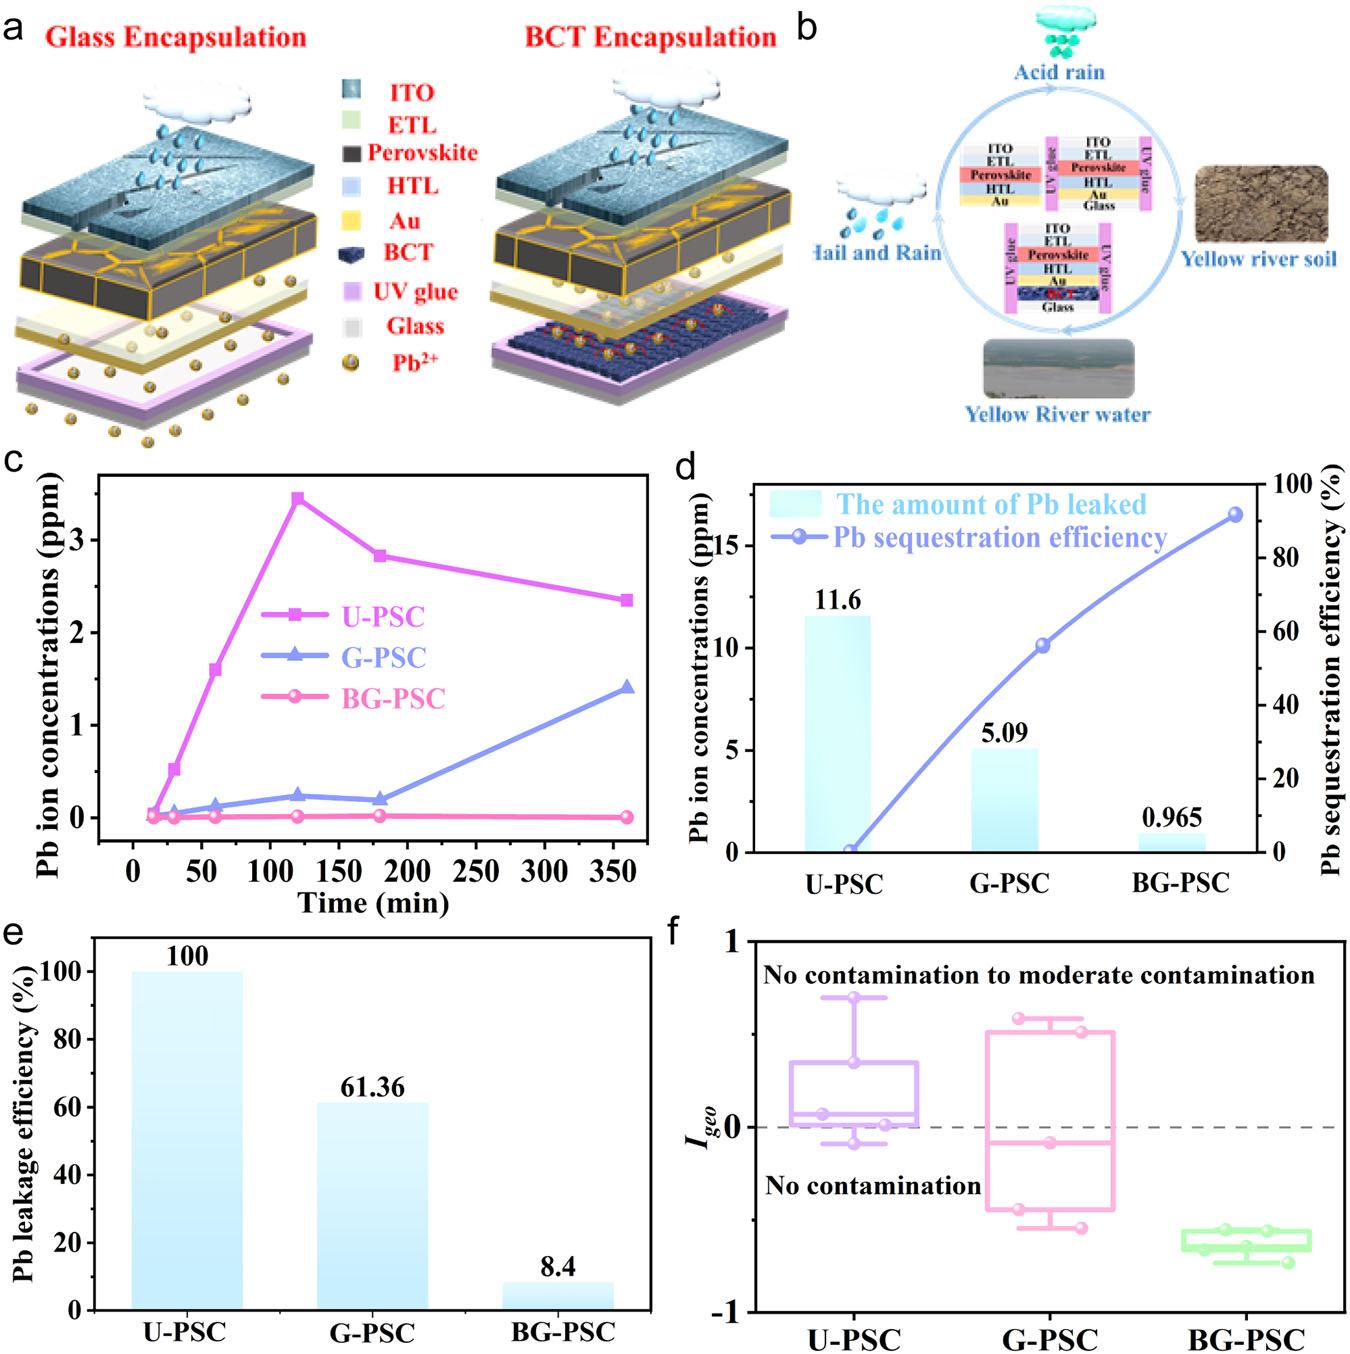 a
Glass Encapsulation
BCT Encapsulation
ITO
ETL
Perovskite
HTL
Au
BCT
UV glue
Glass
Pb2+
b
Acid rain
Hail and Rain
Yellow river soil
Yellow River water
ITO
ETL
Perovskite
HTL
Au
UV glue
ITO
ETL
Perovskite
HTL
Au
Glass
UV glue
UV glue
ITO
ETL
Perovskite
HTL
Au
Glass
UV glue
c
Pb ion concentrations (ppm)
3
2
1
0
U-PSC
G-PSC
BG-PSC
0 50 100 150 200 250 300 350
Time (min)
d
Pb ion concentrations (ppm)
15
10
5
0
The amount of Pb leaked
Pb sequestration efficiency
11.6
5.09
0.965
U-PSC G-PSC BG-PSC
100
80
60
40
20
0
Pb sequestration efficiency (%)
e
Pb leakage efficiency (%)
100
80
60
40
20
0
100
61.36
8.4
U-PSC G-PSC BG-PSC
f
Igeo
1
0
-1
No contamination to moderate contamination
No contamination
U-PSC G-PSC BG-PSC